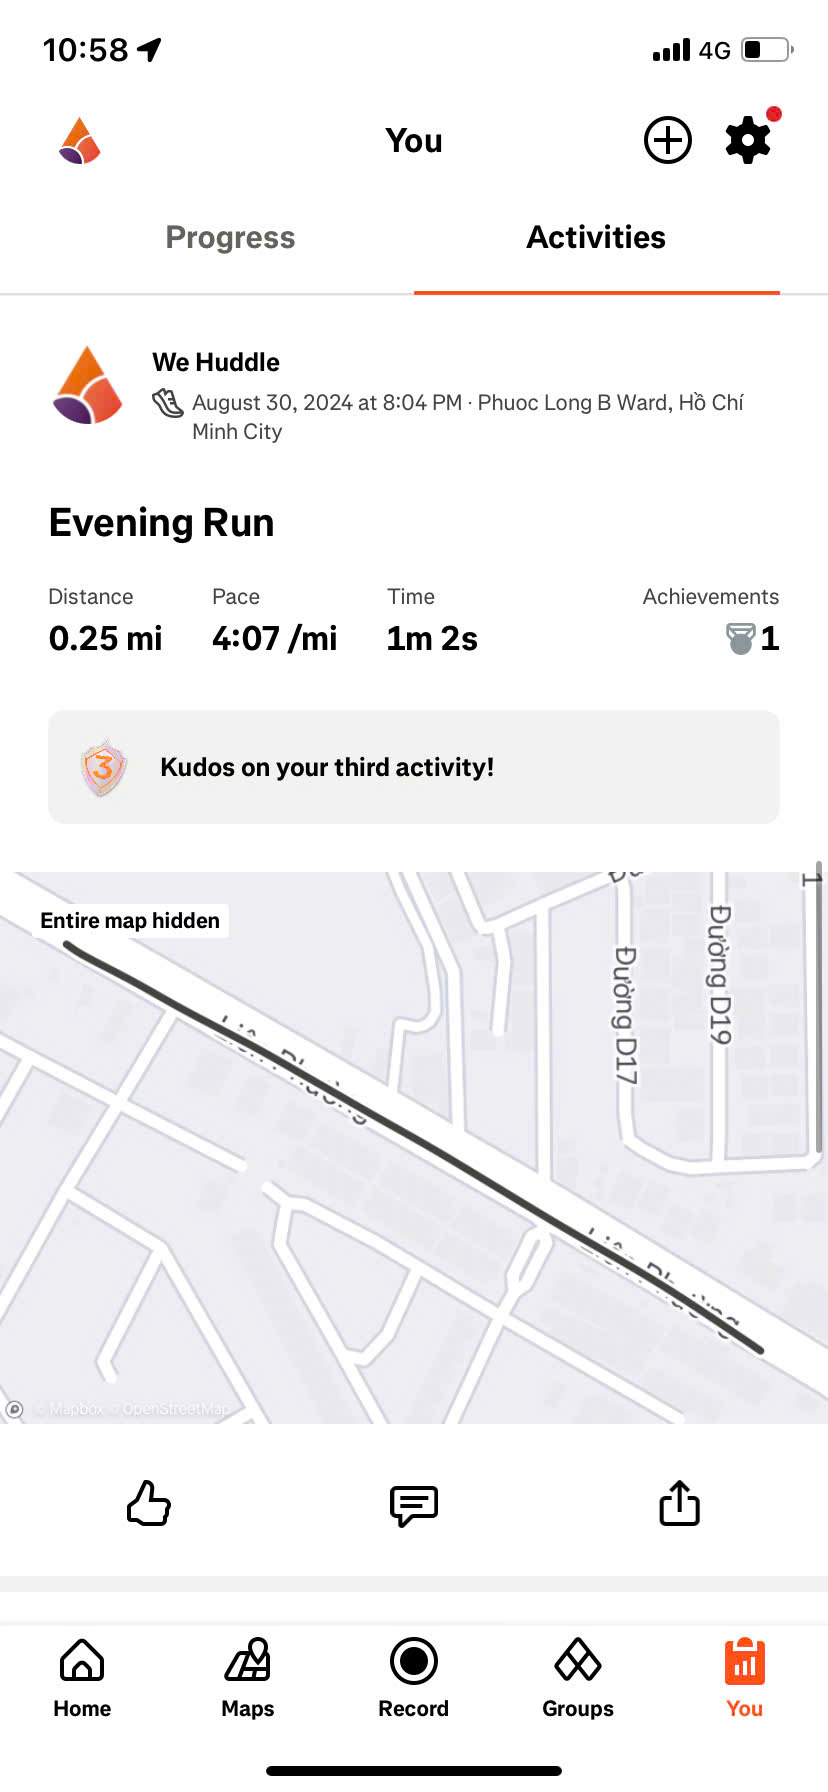 10:58
4G
You
Progress
Activities
We Huddle
August 30, 2024 at 8:04 PM · Phuoc Long B Ward, Hồ Chí
Minh City
Evening Run
Distance
Pace
Time
Achievements
0.25 mi
4:07 /mi
1m 2s
1
3
Kudos on your third activity!
Entire map hidden
Đường D17
Đường D19
1
© Mapbox © OpenStreetMap
Home
Maps
Record
Groups
You